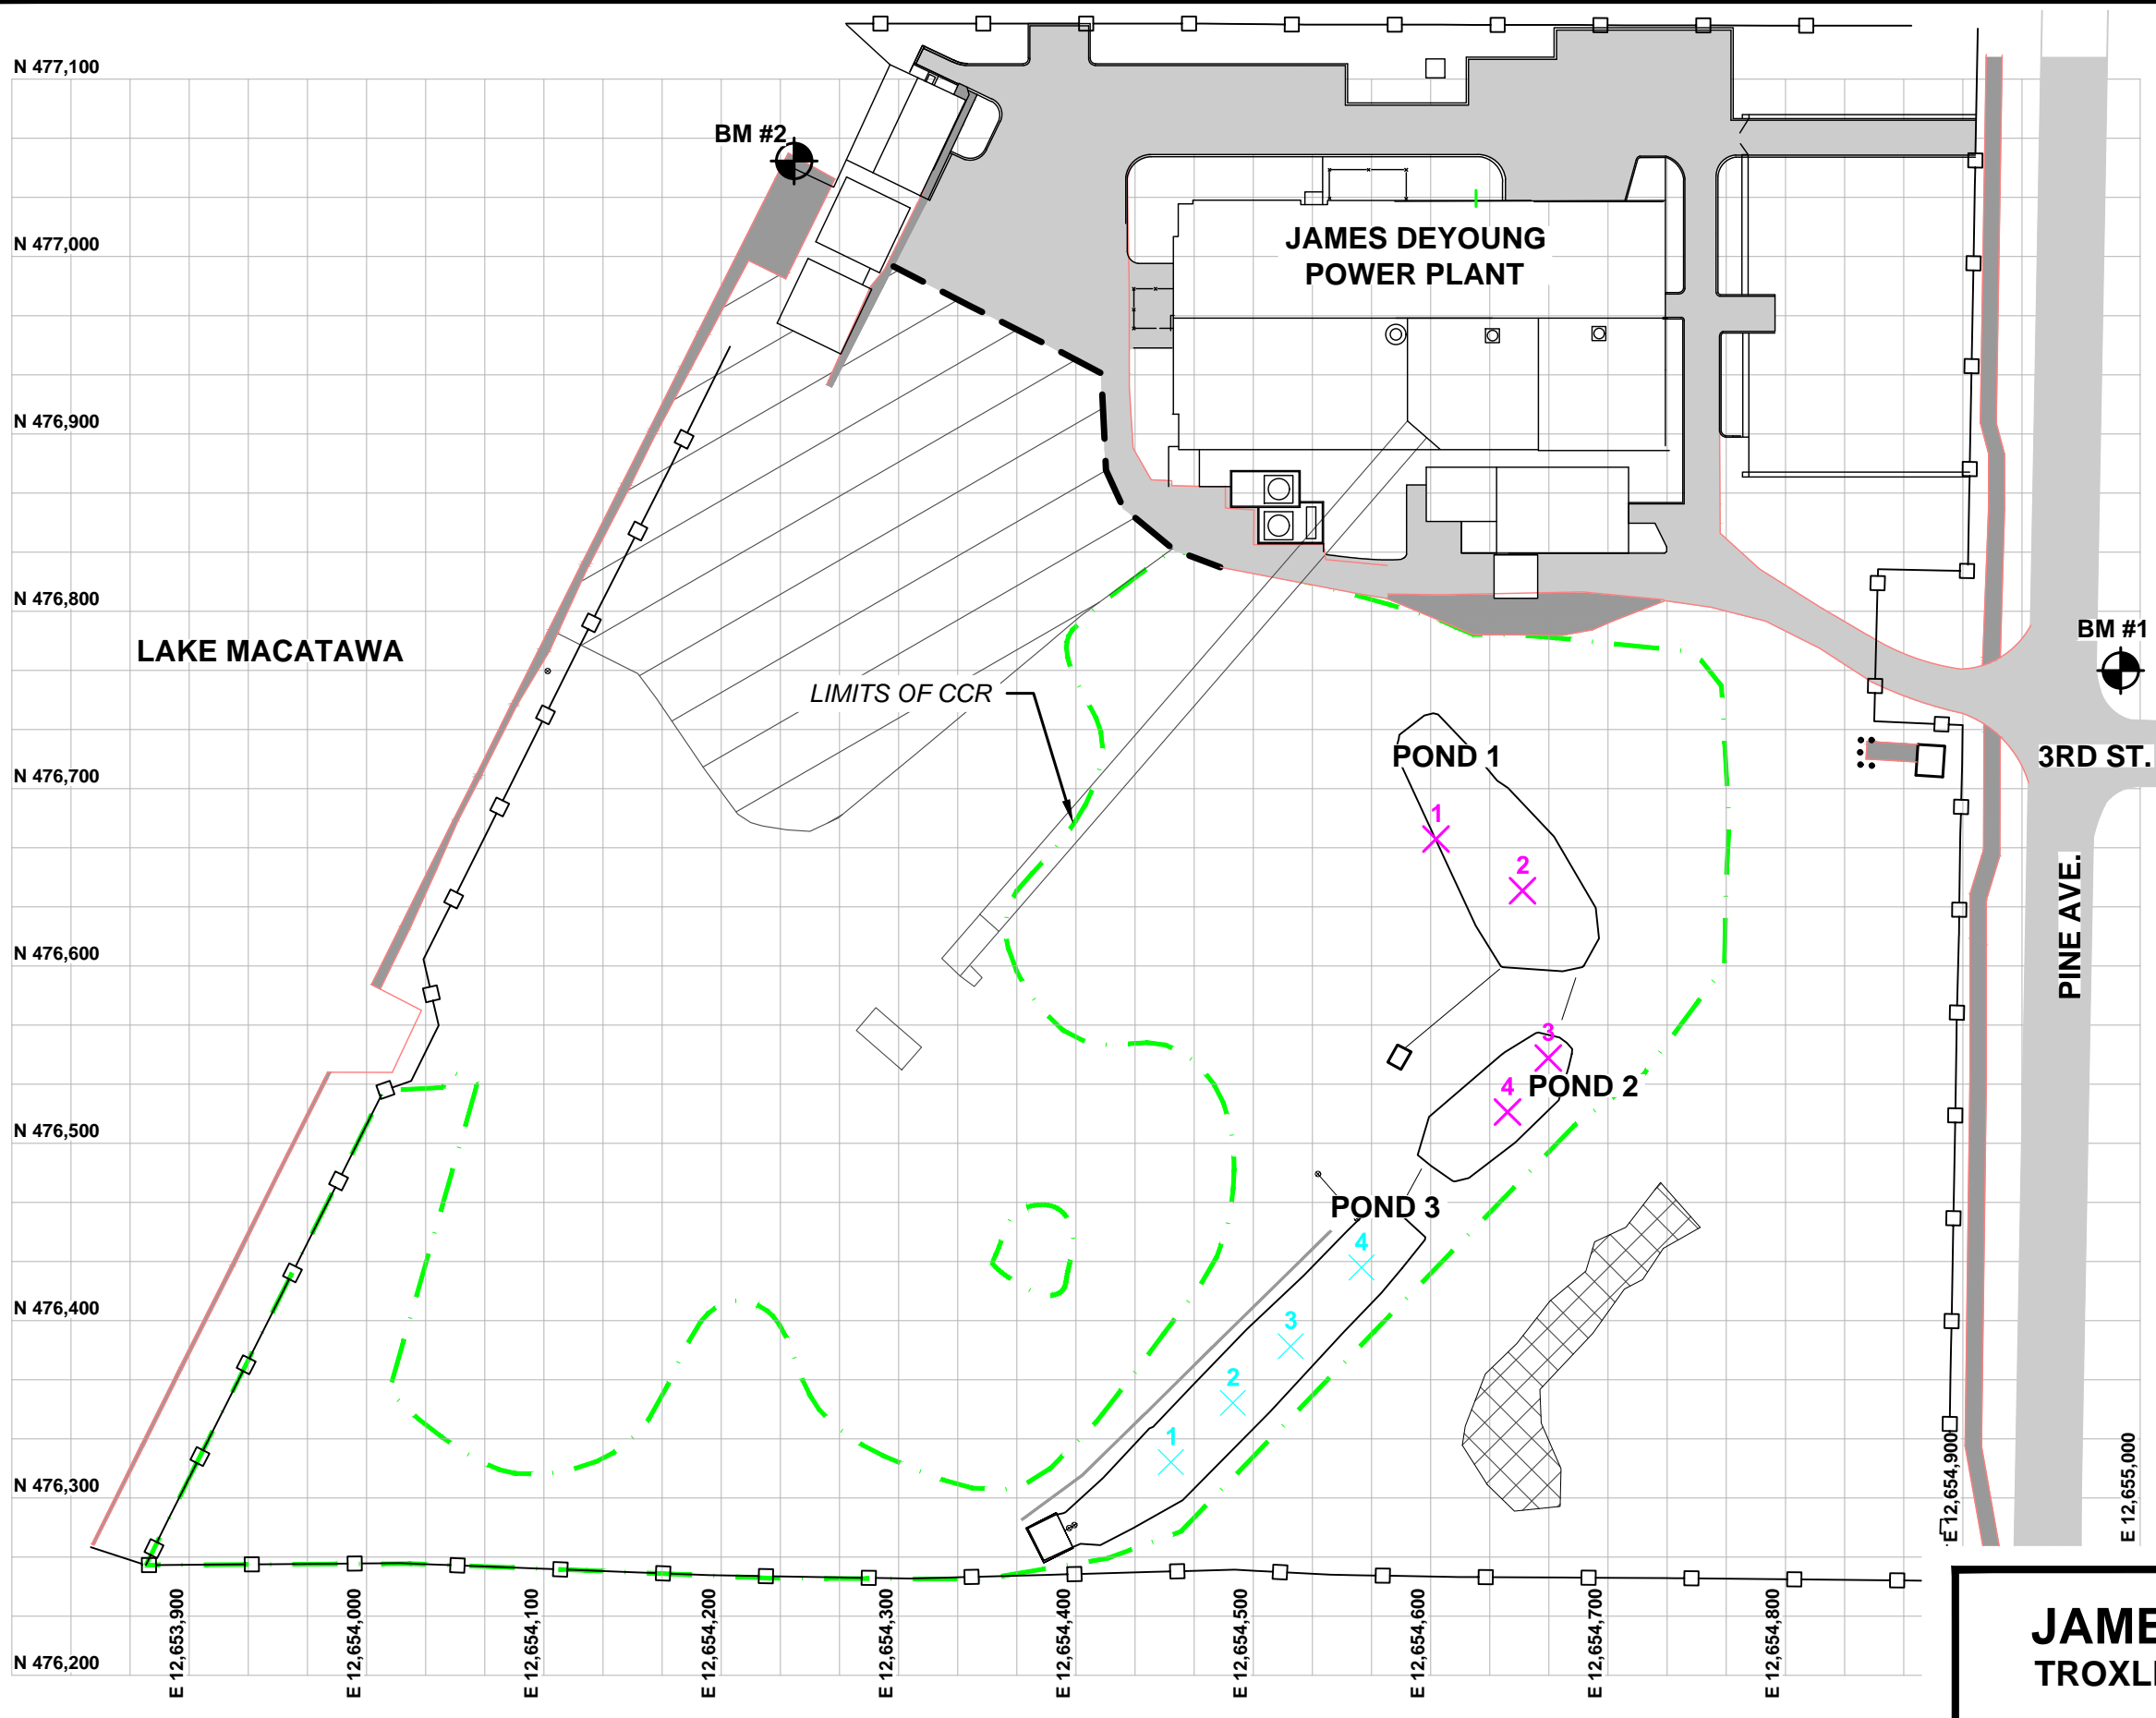 N 477,100
BM #2
N 477,000
JAMES DEYOUNG
POWER PLANT
N 476,900
N 476,800
LAKE MACATAWA
BM #1
LIMITS OF CCR
N 476,700
POND 1
3RD ST.
1
2
PINE AVE.
N 476,600
3
POND 2
4
N 476,500
POND 3
4
N 476,400
3
2
1
N 476,300
E 12,654,900
E 12,655,000
E 12,653,900
E 12,654,000
E 12,654,100
E 12,654,200
E 12,654,300
E 12,654,400
E 12,654,500
E 12,654,600
E 12,654,700
E 12,654,800
N 476,200
JAME
TROXL